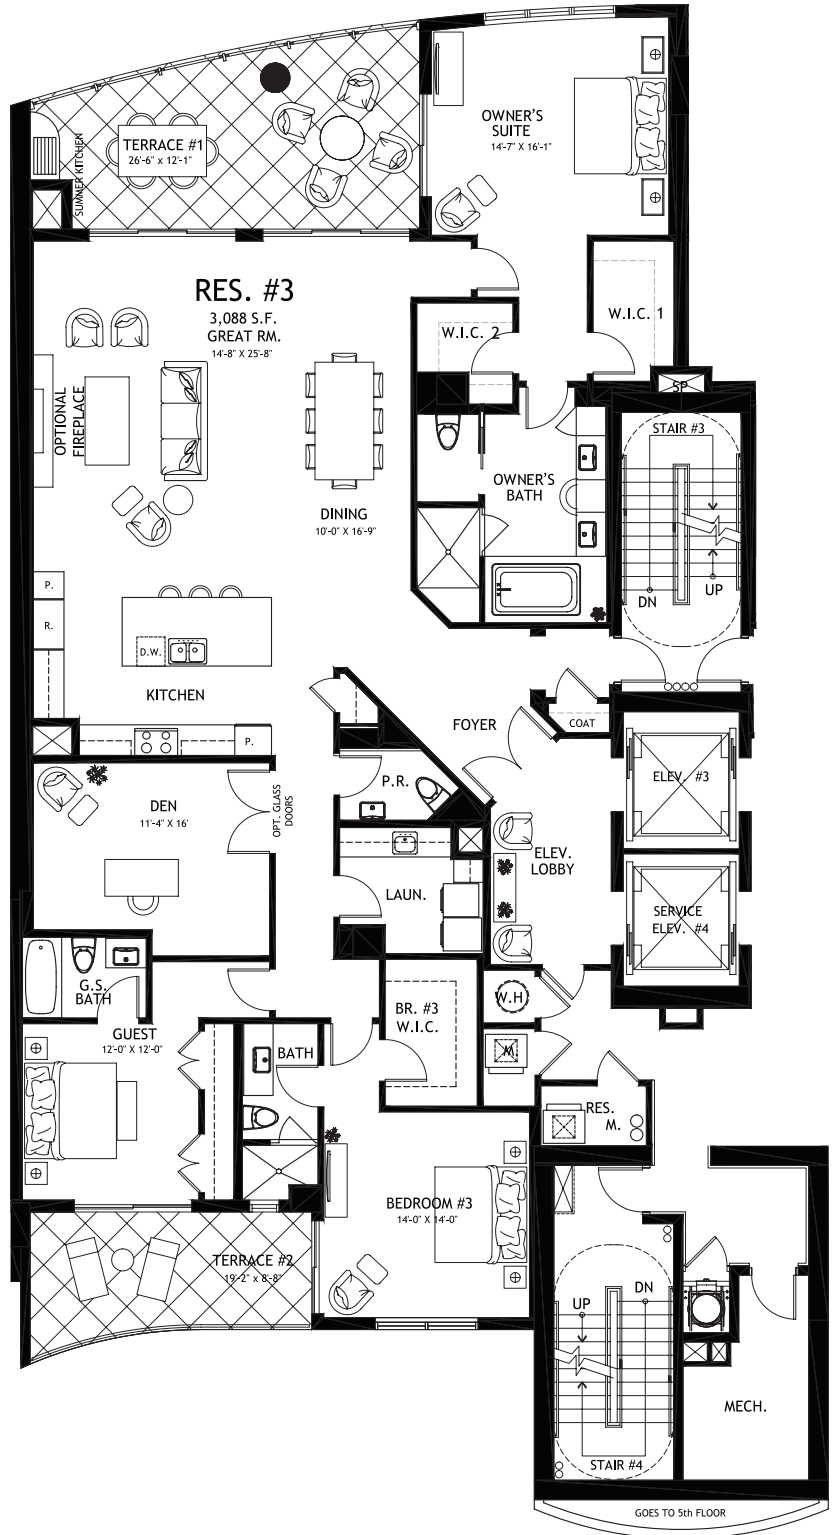 OWNER'S
SUITE
14'-7" X 16'-1"
TERRACE #1
26'-6" x 12'-1"
SUMMER KITCHEN
RES. #3
3,088 S.F.
GREAT RM.
14'-8" X 25'-8"
W.I.C. 1
W.I.C. 2
SP
OPTIONAL
FIREPLACE
STAIR #3
OWNER'S
BATH
DINING
10'-0" X 16'-9"
DN
UP
P.
R.
D.W.
KITCHEN
P.
FOYER
COAT
P.R.
ELEV. #3
DEN
11'-4" X 16'
OPT. GLASS
DOORS
ELEV.
LOBBY
LAUN.
SERVICE
ELEV. #4
G.S.
BATH
W.H
BR. #3
W.I.C.
GUEST
12'-0" X 12'-0"
BATH
M.
RES.
M.
BEDROOM #3
14'-0" X 14'-0"
TERRACE #2
19'-2" x 8'-8"
UP
DN
MECH.
STAIR #4
GOES TO 5th FLOOR